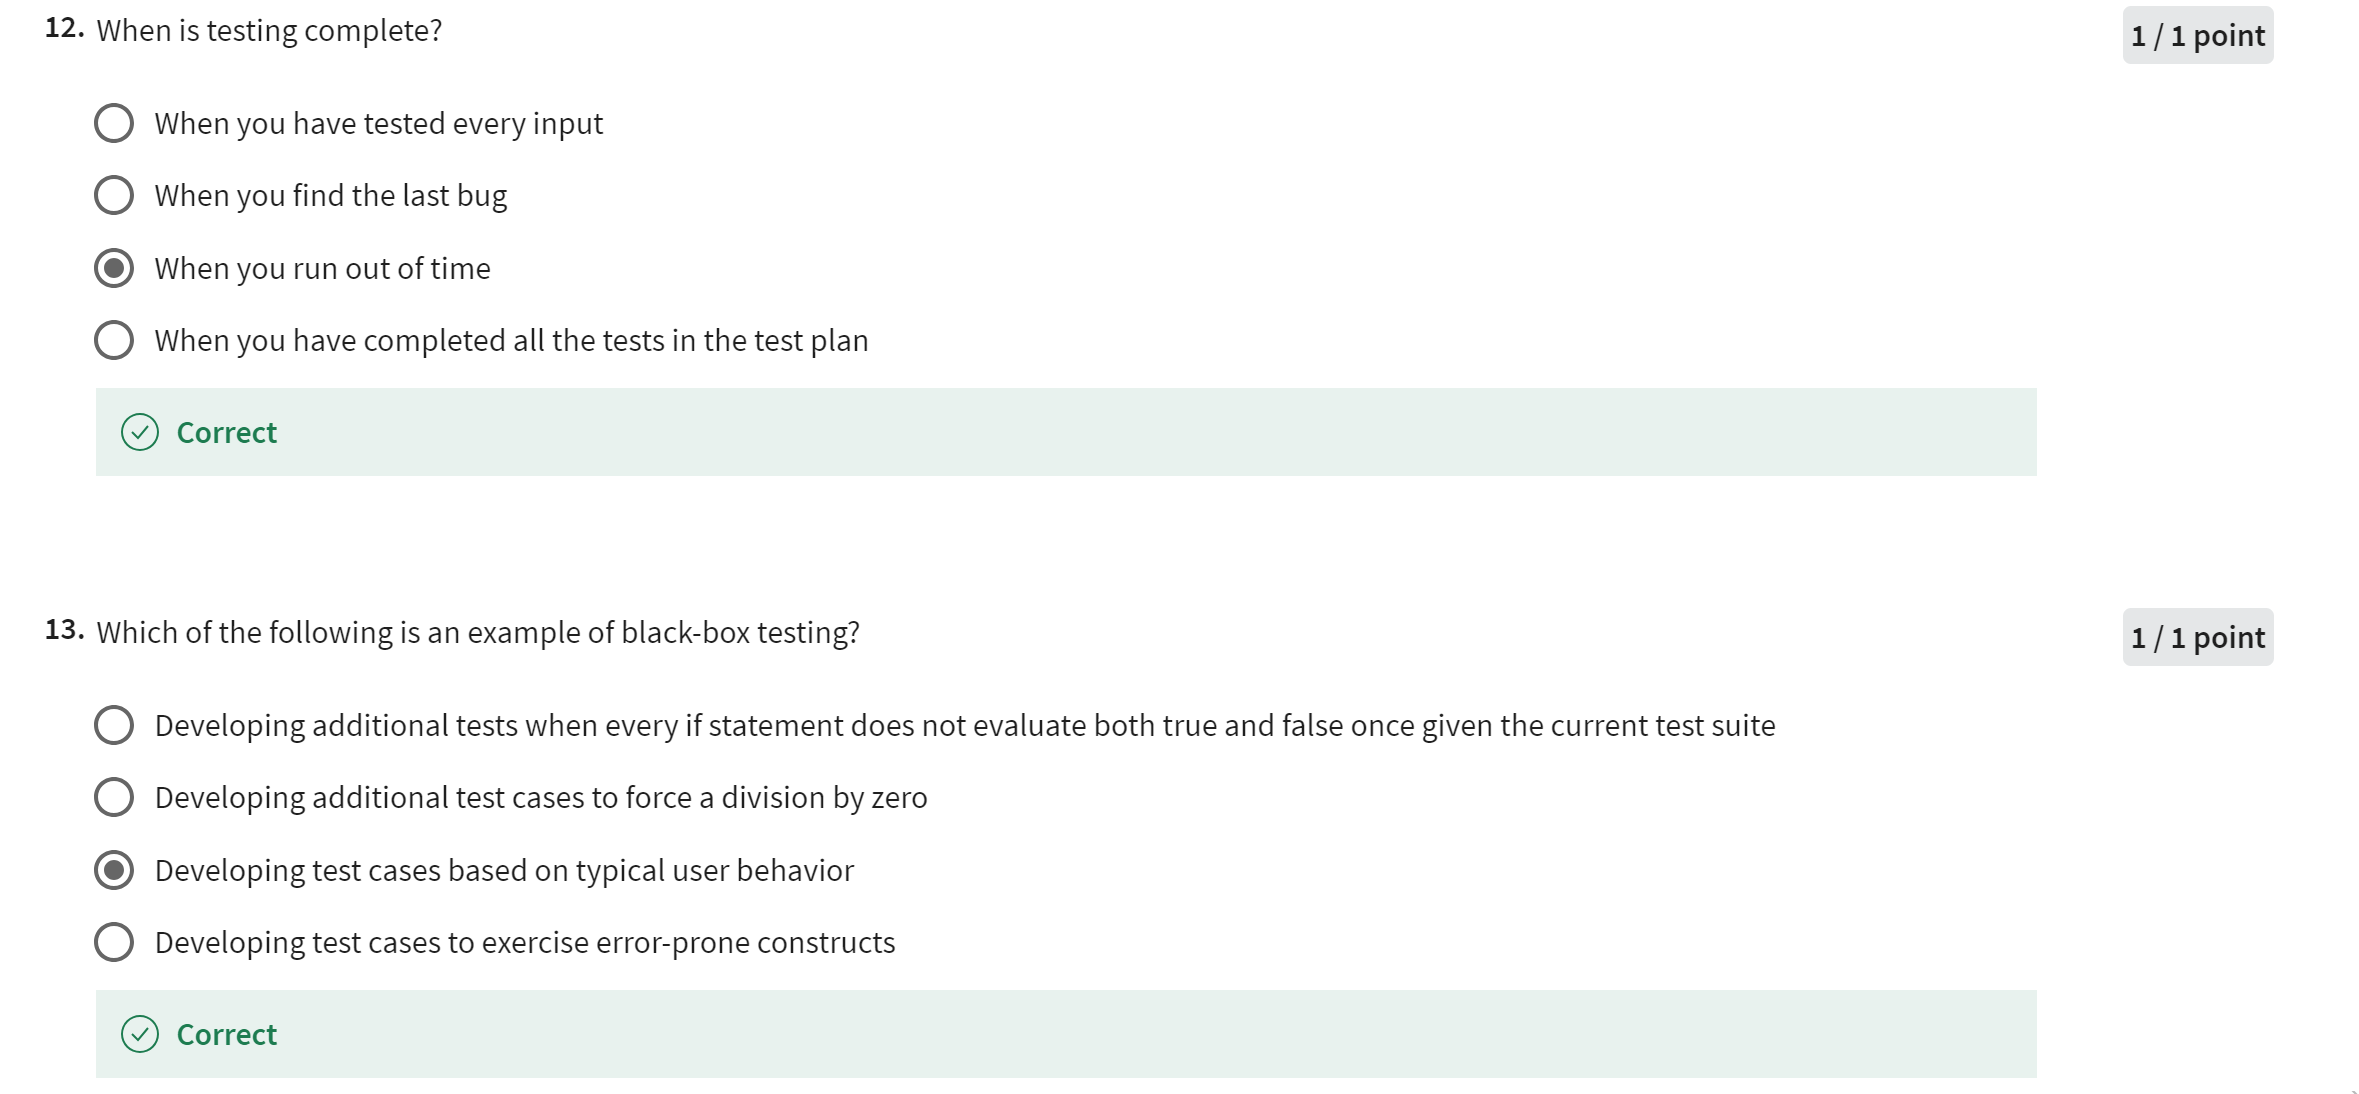 12. When is testing complete?
1 / 1 point
When you have tested every input
When you find the last bug
When you run out of time
When you have completed all the tests in the test plan
Correct
13. Which of the following is an example of black-box testing?
1 / 1 point
Developing additional tests when every if statement does not evaluate both true and false once given the current test suite
Developing additional test cases to force a division by zero
Developing test cases based on typical user behavior
Developing test cases to exercise error-prone constructs
Correct